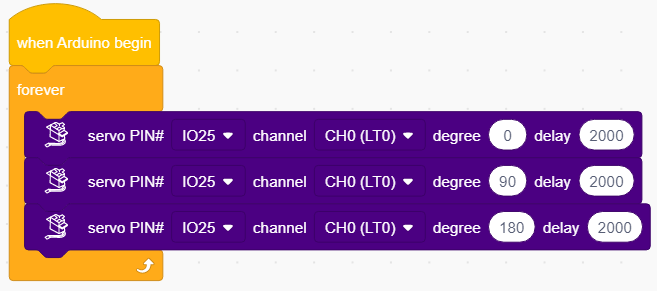 when Arduino begin
forever
servo PIN# IO25 channel CH0 (LT0) degree 0 delay 2000
servo PIN# IO25 channel CH0 (LT0) degree 90 delay 2000
servo PIN# IO25 channel CH0 (LT0) degree 180 delay 2000